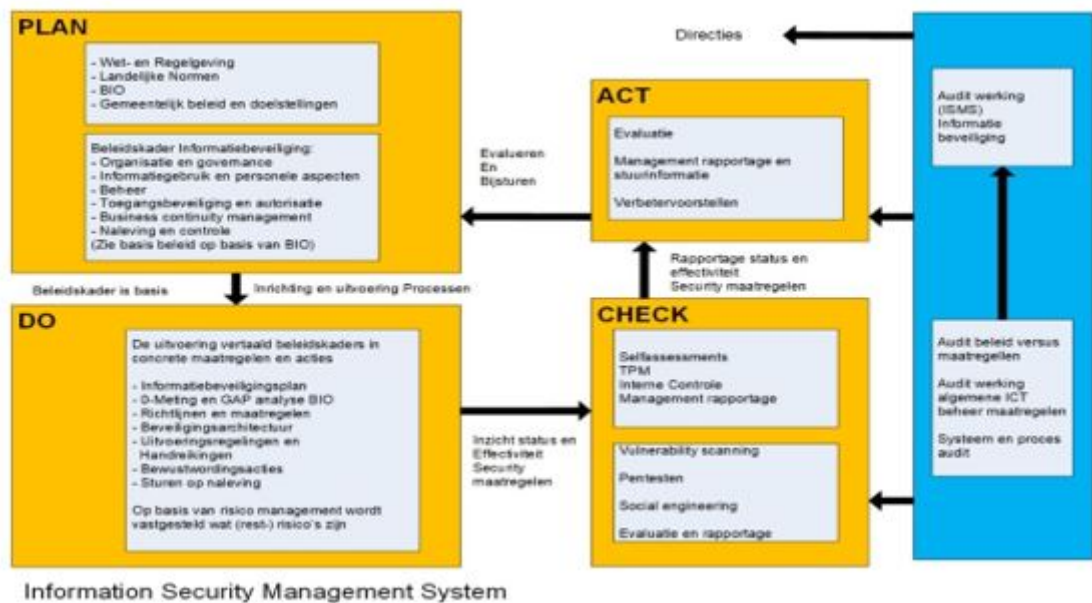 PLAN
- Wet- en Regelgeving
- Landelijke Normen
- BIO
- Gemeentelijk beleid en doelstellingen
Beleidskader Informatiebeveiliging:
- Organisatie en governance
- Informatiegebruik en personele aspecten
- Beheer
- Toegangsbeveiliging en autorisatie
- Business continuity management
- Naleving en controle
(Zie basis beleid op basis van BIO)
Beleidskader is basis
Inrichting en uitvoering Processen
DO
De uitvoering vertaald beleidskaders in
concrete maatregelen en acties
- Informatiebeveiligingsplan
- 0-Meting en GAP analyse BIO
- Richtlijnen en maatregelen
- Beveiligingsarchitectuur
- Uitvoeringsregelingen en
Handreikingen
- Bewustwordingsacties
- Sturen op naleving
Op basis van risico management wordt
vastgesteld wat (rest-) risico's zijn
Inzicht status en
Effectiviteit
Security
maatregelen
CHECK
Selfassessments
TPM
Interne Controle
Management rapportage
Vulnerability scanning
Pentesten
Social engineering
Evaluatie en rapportage
Rapportage status en
effectiviteit
Security maatregelen
ACT
Evaluatie
Management rapportage en
stuurinformatie
Verbetervoorstellen
Evalueren
En
Bijsturen
Directies
Audit werking
(ISMS)
Informatie
beveiliging
Audit beleid versus
maatregellen
Audit werking
algemene ICT
beheer maatregelen
Systeem en proces
audit
Information Security Management System